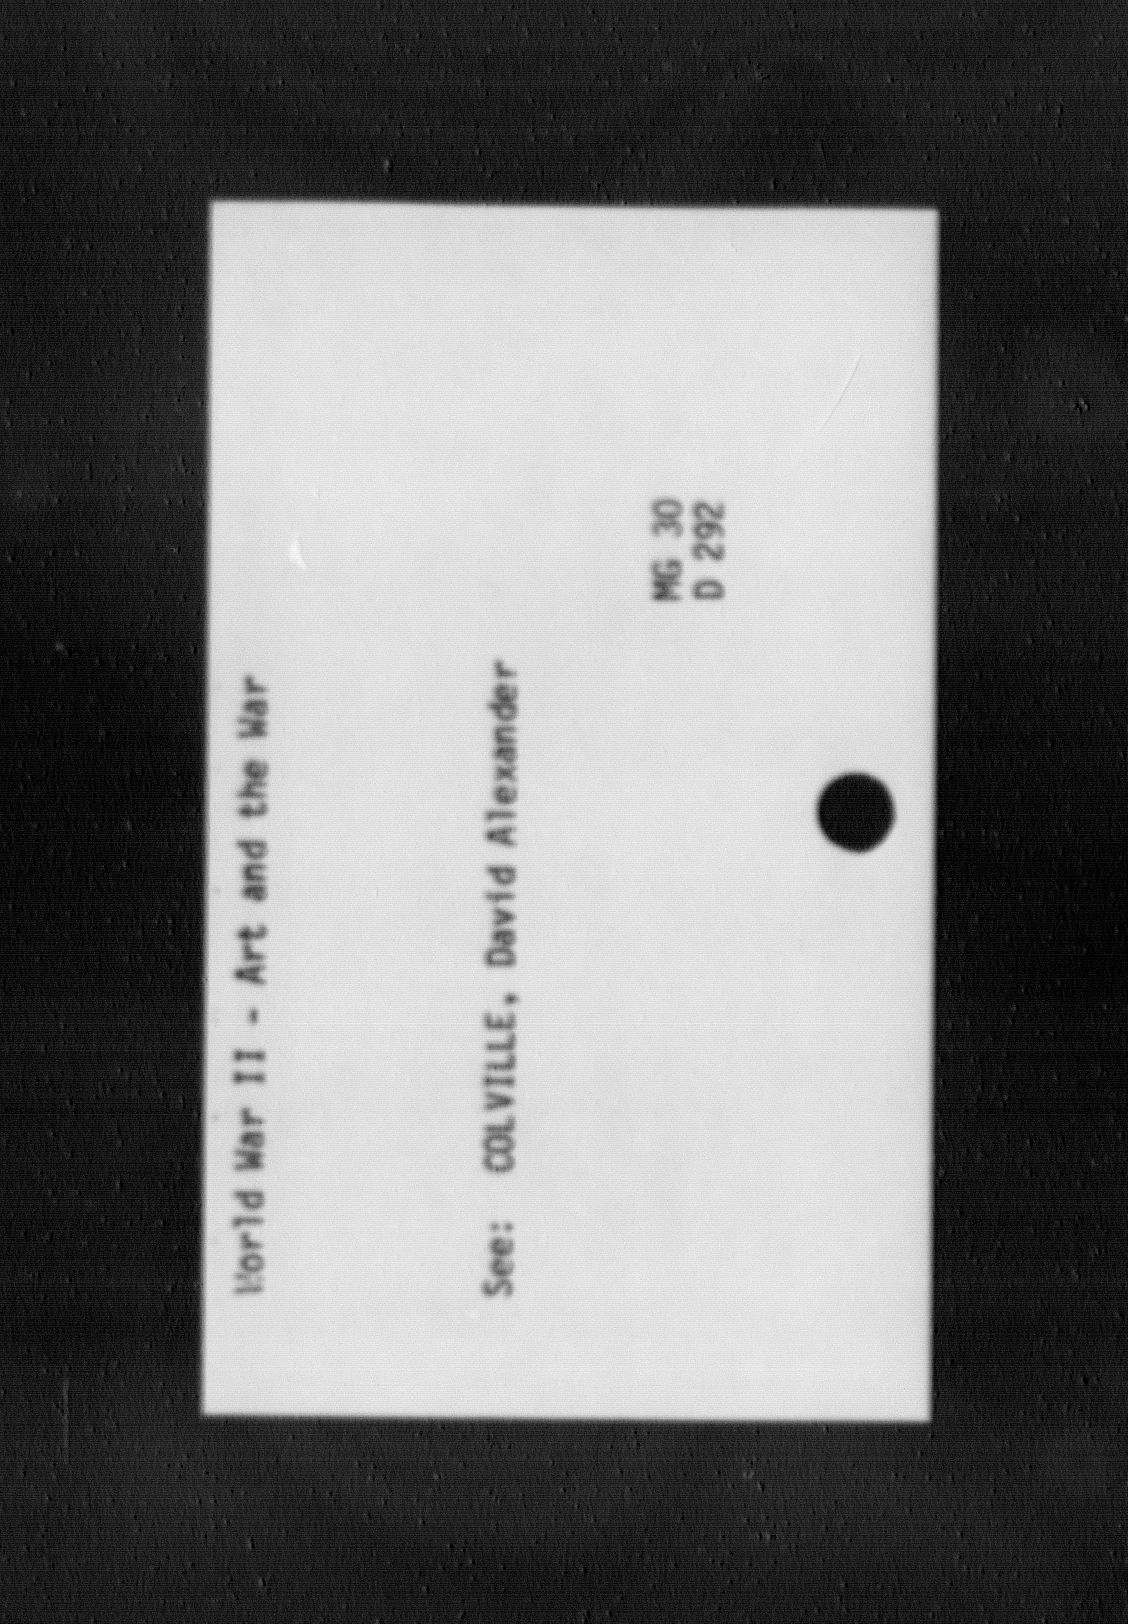 World War II - Art and the War
See: COLVILLE, David Alexander
MG 30
D 292